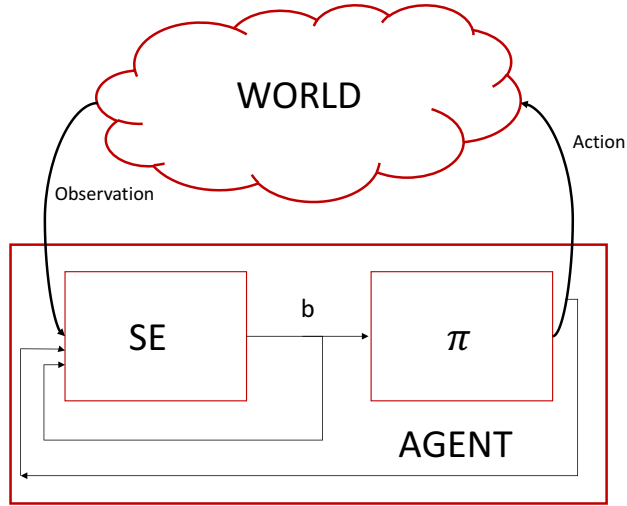 WORLD
Observation
Action
b
SE
π
AGENT